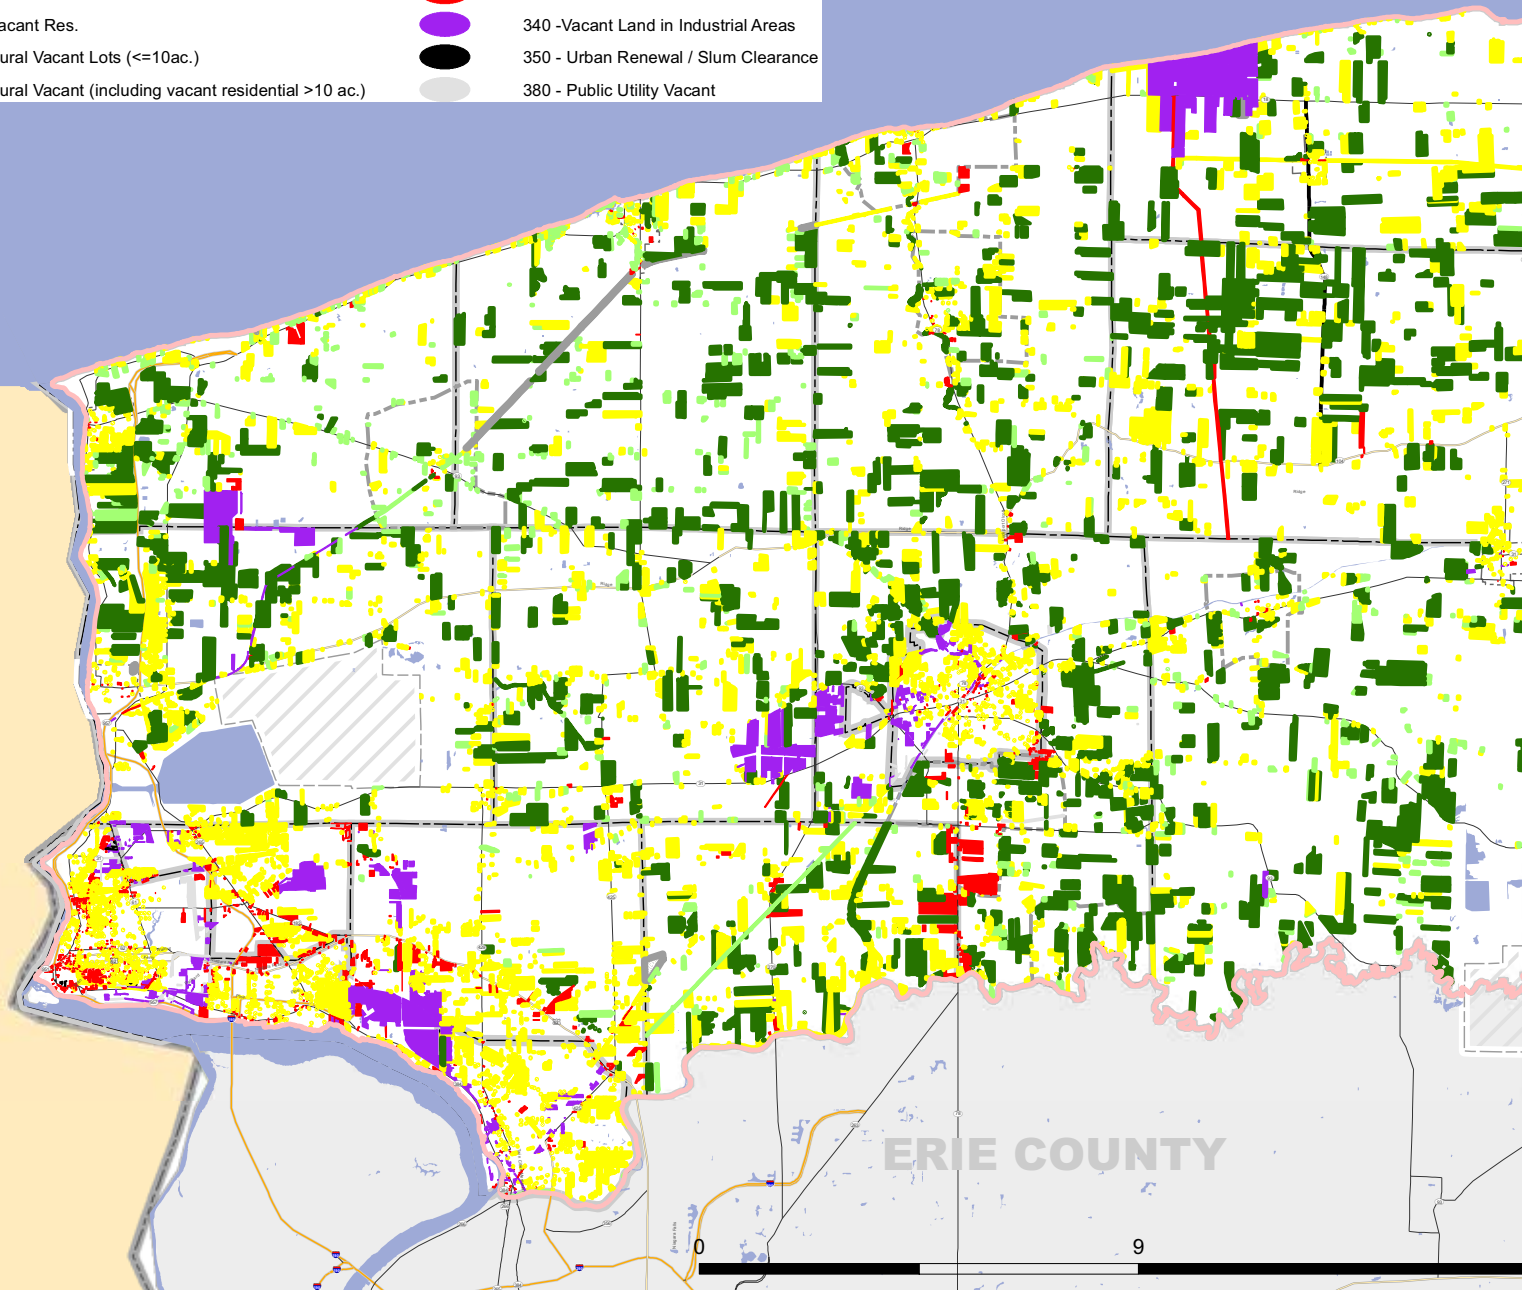 acant Res.
340 -Vacant Land in Industrial Areas
ural Vacant Lots (<=10ac.)
350 - Urban Renewal / Slum Clearance
ural Vacant (including vacant residential >10 ac.)
380 - Public Utility Vacant
ERIE COUNTY
0
9